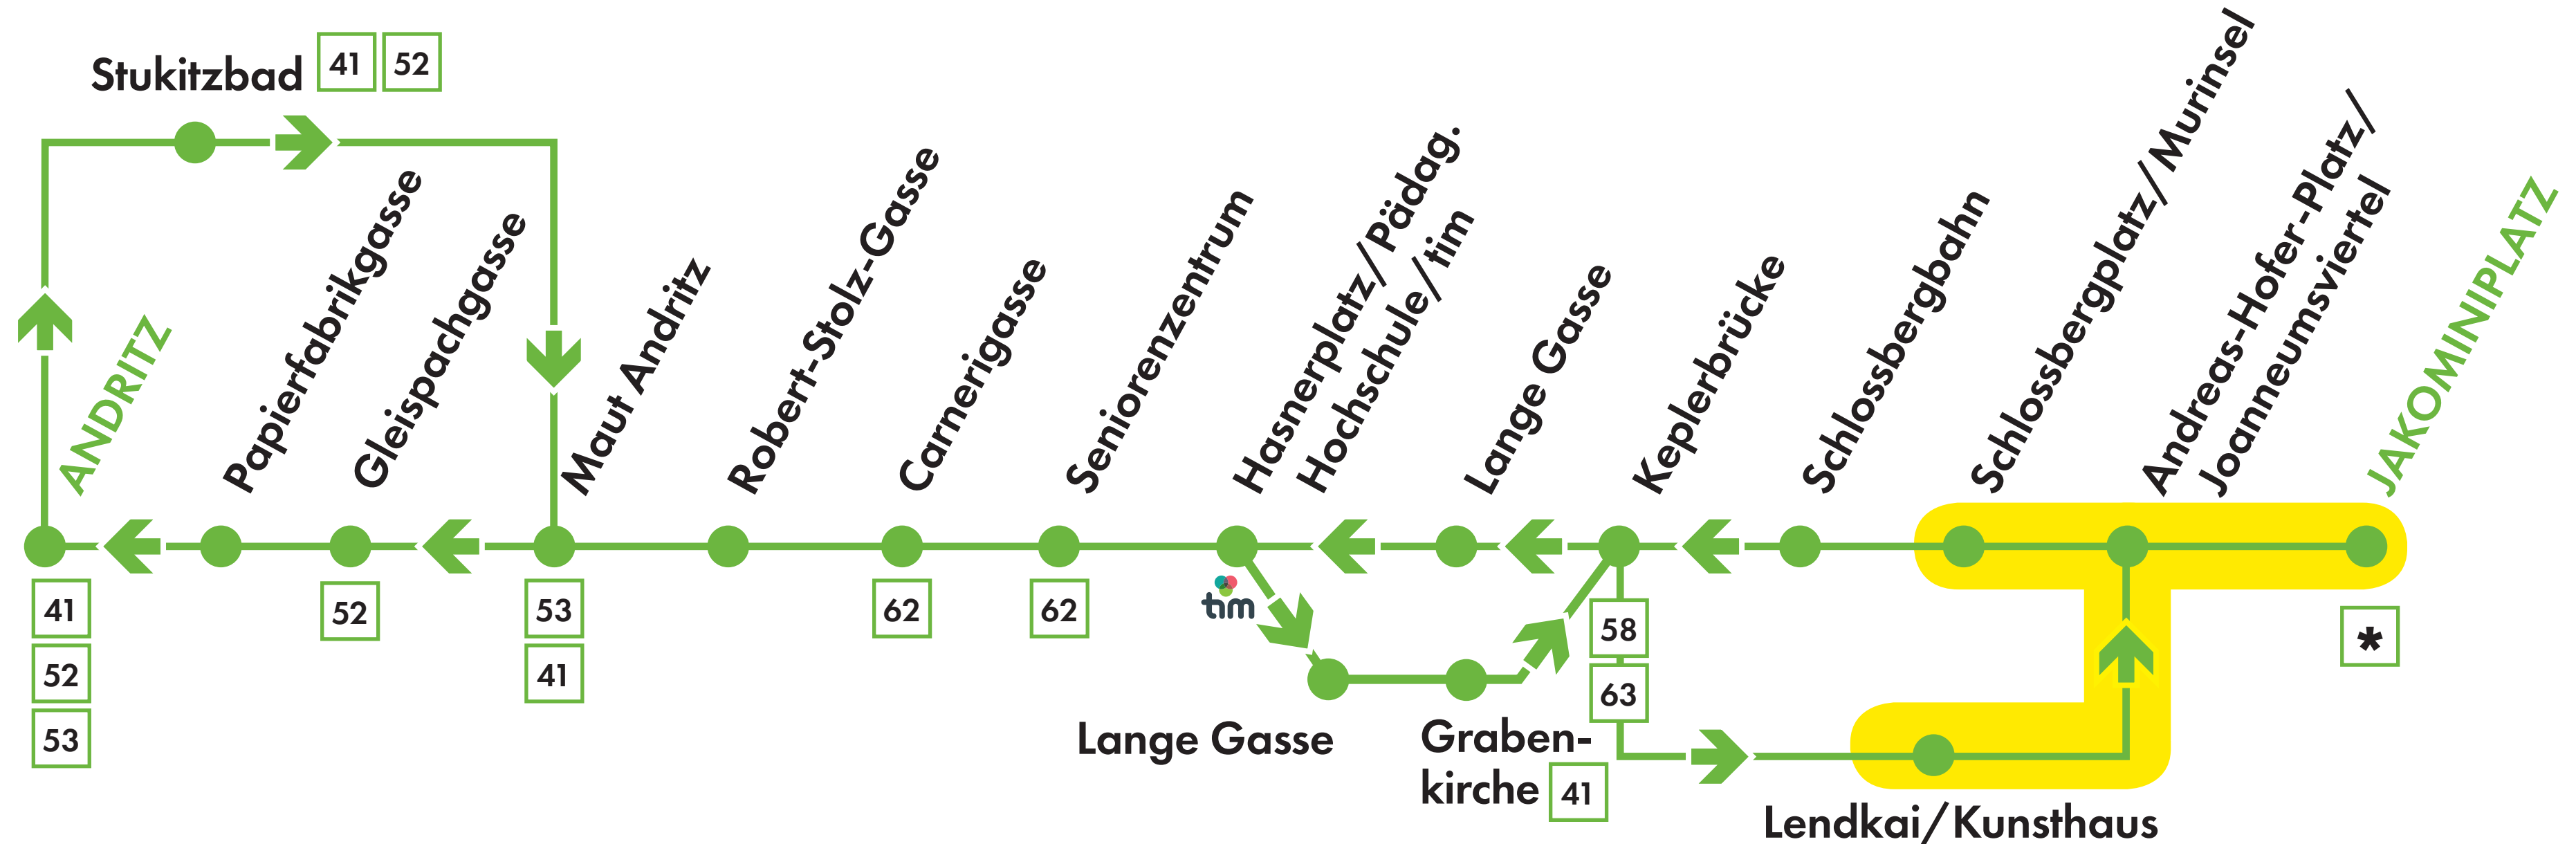 Stukitzbad 41 52
ANDRITZ
Papierfabrikgasse
Gleispachgasse
Maut Andritz
Robert-Stolz-Gasse
Carnerigasse
Seniorenzentrum
Hasnerplatz/Pädag.
Hochschule/tim
Lange Gasse
Keplerbrücke
Schlossbergbahn
Schlossbergplatz/Murinsel
Andreas-Hofer-Platz/
Joanneumsviertel
JAKOMINIPLATZ
41
52
53
52
53
41
62
62
tim
58
63
*
Lange Gasse
Graben-
kirche 41
Lendkai/Kunsthaus